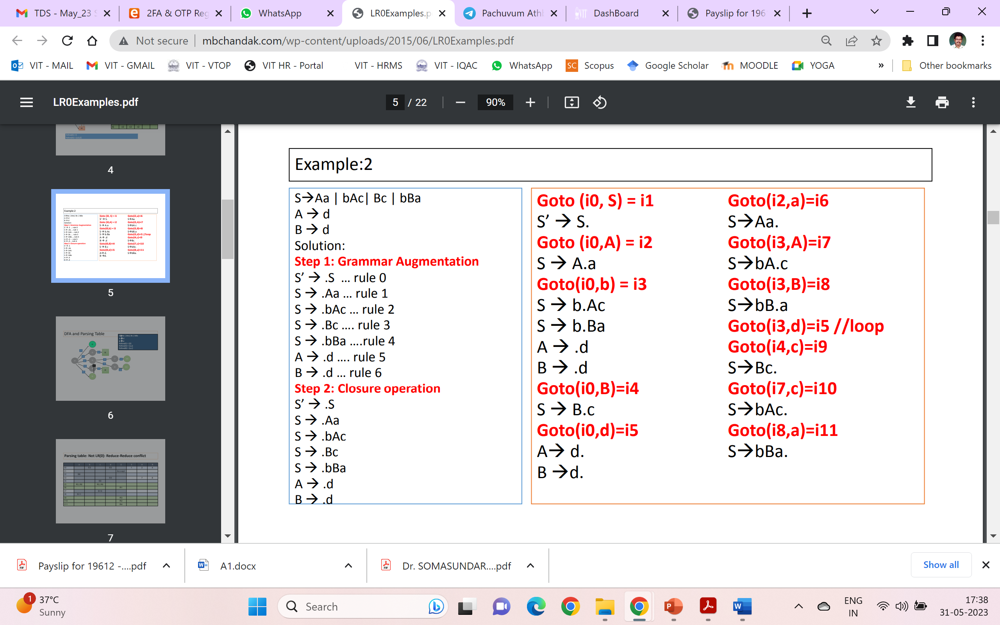 TDS - May_23 S
2FA & OTP Reg
WhatsApp
LR0Examples.p
Pachuvum Ath
DashBoard
Payslip for 196
Not secure
mbchandak.com/wp-content/uploads/2015/06/LR0Examples.pdf
VIT - MAIL
VIT - GMAIL
VIT - VTOP
VIT HR - Portal
VIT - HRMS
VIT - IQAC
WhatsApp
SC Scopus
Google Scholar
MOODLE
YOGA
»
Other bookmarks
LR0Examples.pdf
5 / 22
90%
4
5
DFA and Parsing Table
6
Parsing table: Not LR(0): Reduce-Reduce conflict
7
Example:2
S→Aa | bAc| Bc | bBa
A → d
B → d
Solution:
Step 1: Grammar Augmentation
S’ → .S ... rule 0
S → .Aa ... rule 1
S → .bAc ... rule 2
S → .Bc .... rule 3
S → .bBa ....rule 4
A → .d .... rule 5
B → .d ... rule 6
Step 2: Closure operation
S’ → .S
S → .Aa
S → .bAc
S → .Bc
S → .bBa
A → .d
B → .d
Goto (i0, S) = i1
S’ → S.
Goto (i0,A) = i2
S → A.a
Goto(i0,b) = i3
S → b.Ac
S → b.Ba
A → .d
B → .d
Goto(i0,B)=i4
S → B.c
Goto(i0,d)=i5
A→ d.
B →d.
Goto(i2,a)=i6
S→Aa.
Goto(i3,A)=i7
S→bA.c
Goto(i3,B)=i8
S→bB.a
Goto(i3,d)=i5 //loop
Goto(i4,c)=i9
S→Bc.
Goto(i7,c)=i10
S→bAc.
Goto(i8,a)=i11
S→bBa.
Payslip for 19612 -....pdf
A1.docx
Dr. SOMASUNDAR....pdf
Show all
1
37°C
Sunny
Search
ENG
IN
17:38
31-05-2023